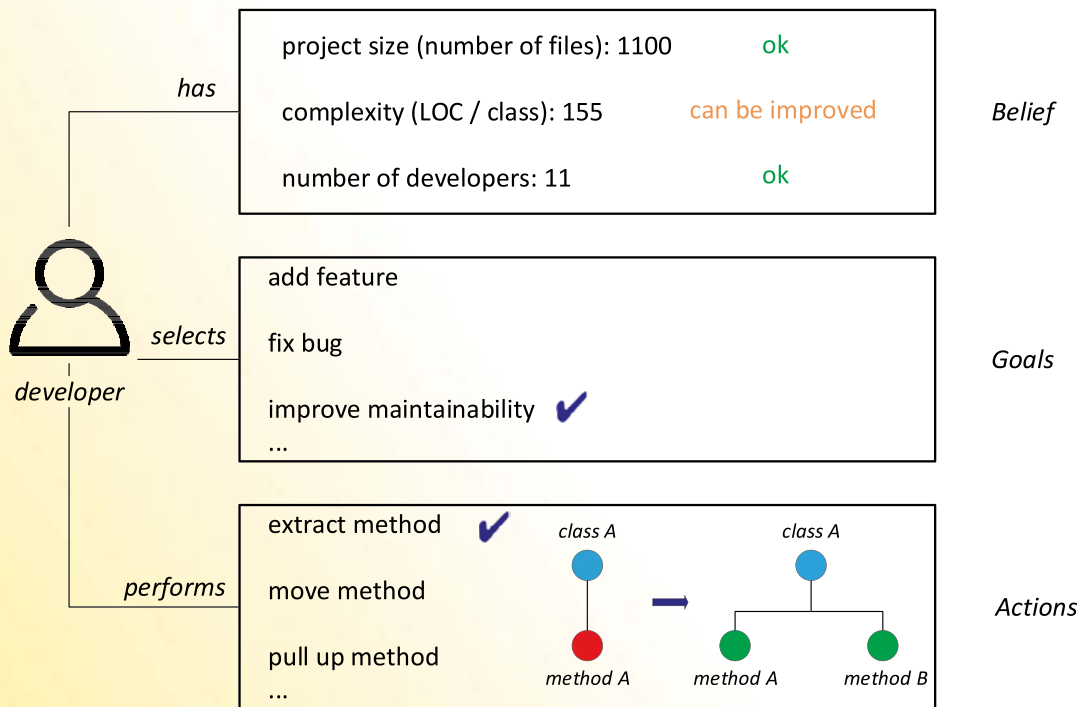 project size (number of files): 1100 ok
has
complexity (LOC / class): 155 can be improved Belief
number of developers: 11 ok
add feature
selects
fix bug Goals
developer
improve maintainability
...
extract method
class A class A
performs
move method Actions
pull up method
method A method A method B
...